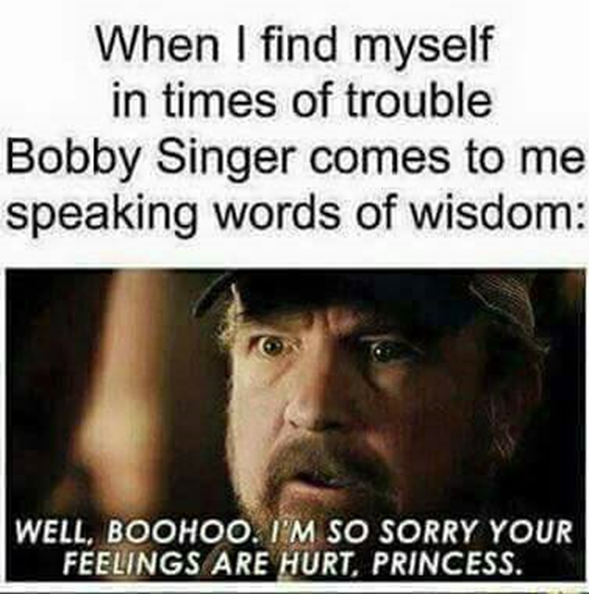 When I find myself
in times of trouble
Bobby Singer comes to me
speaking words of wisdom:
WELL, BOOHOO. I'M SO SORRY YOUR
FEELINGS ARE HURT, PRINCESS.